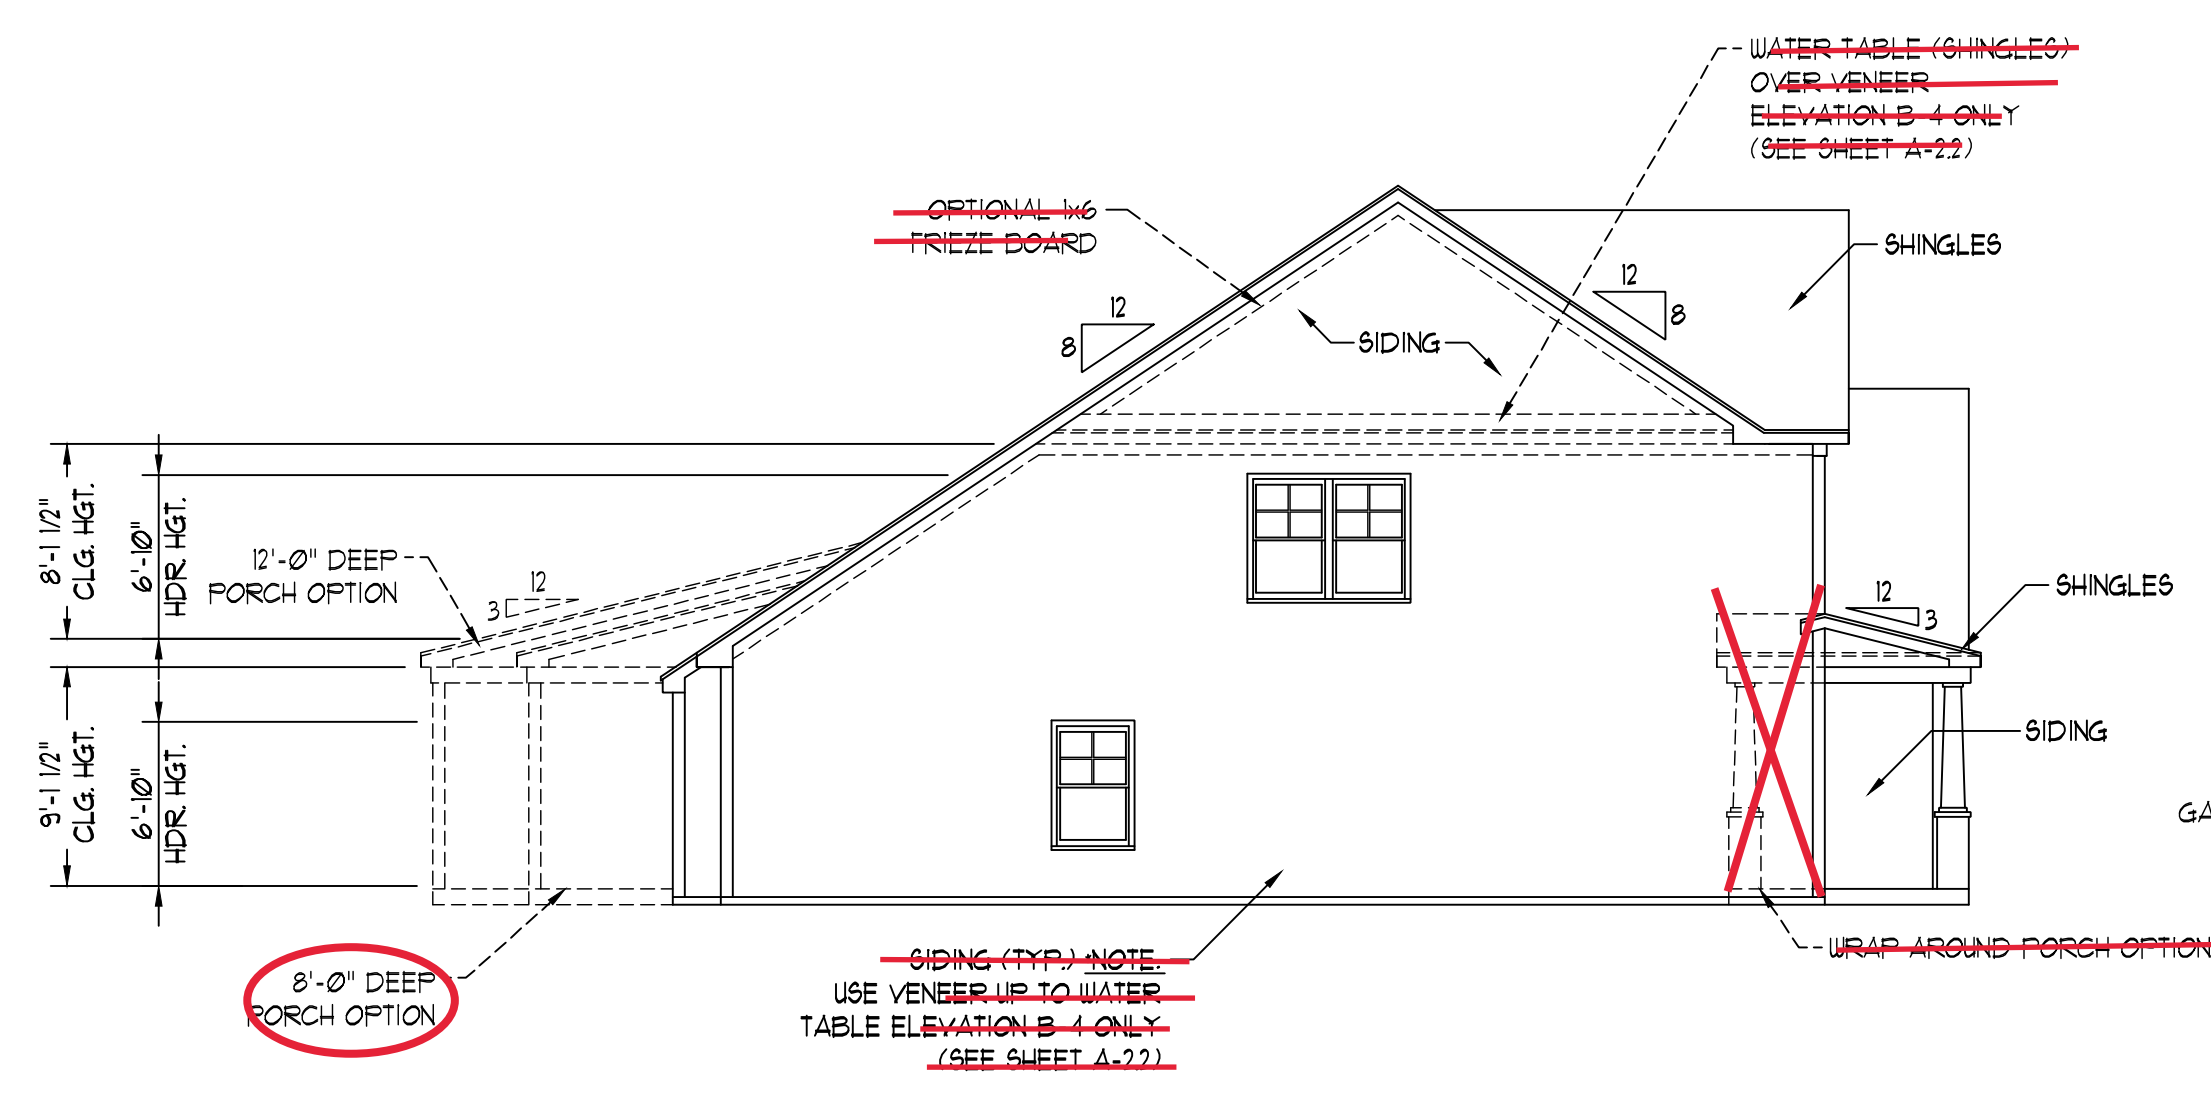 WATER TABLE (SHINGLES)
OVER VENEER
ELEVATION B-4 ONLY
(SEE SHEET A-2.2)
OPTIONAL 1x6
FRIEZE BOARD
SHINGLES
12
8
12
8
SIDING
8'-1 1/2"
CLG. HGT.
6'-10"
HDR. HGT.
12'-0" DEEP
PORCH OPTION
12
3
12
3
SHINGLES
SIDING
9'-1 1/2"
CLG. HGT.
6'-10"
HDR. HGT.
GA
8'-0" DEEP
PORCH OPTION
SIDING (TYP.) *NOTE:
USE VENEER UP TO WATER
TABLE ELEVATION B-4 ONLY
(SEE SHEET A-2.2)
WRAP AROUND PORCH OPTION